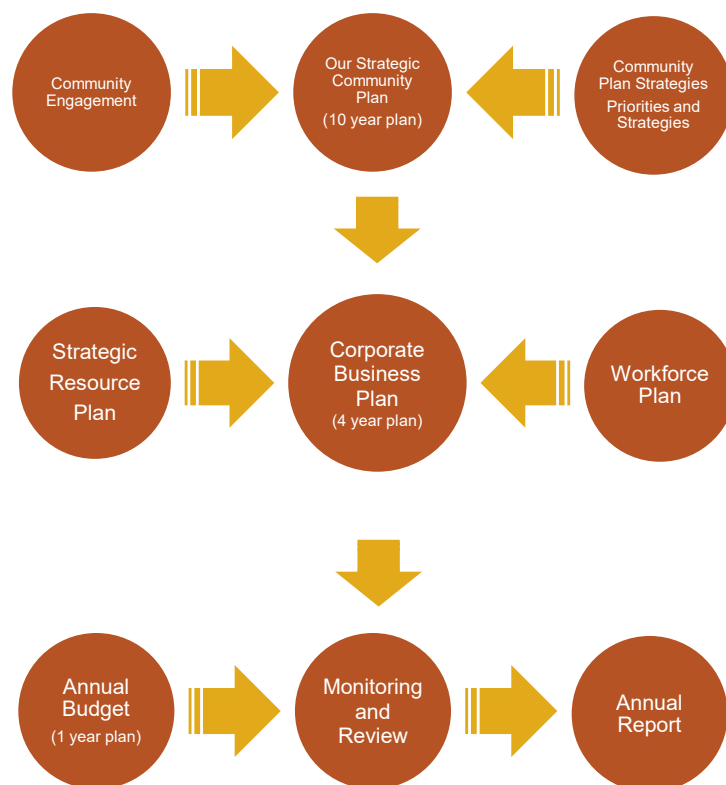 Community
Engagement
Our Strategic
Community
Plan
(10 year plan)
Community
Plan Strategies
Priorities and
Strategies
Strategic
Resource
Plan
Corporate
Business
Plan
(4 year plan)
Workforce
Plan
Annual
Budget
(1 year plan)
Monitoring
and
Review
Annual
Report